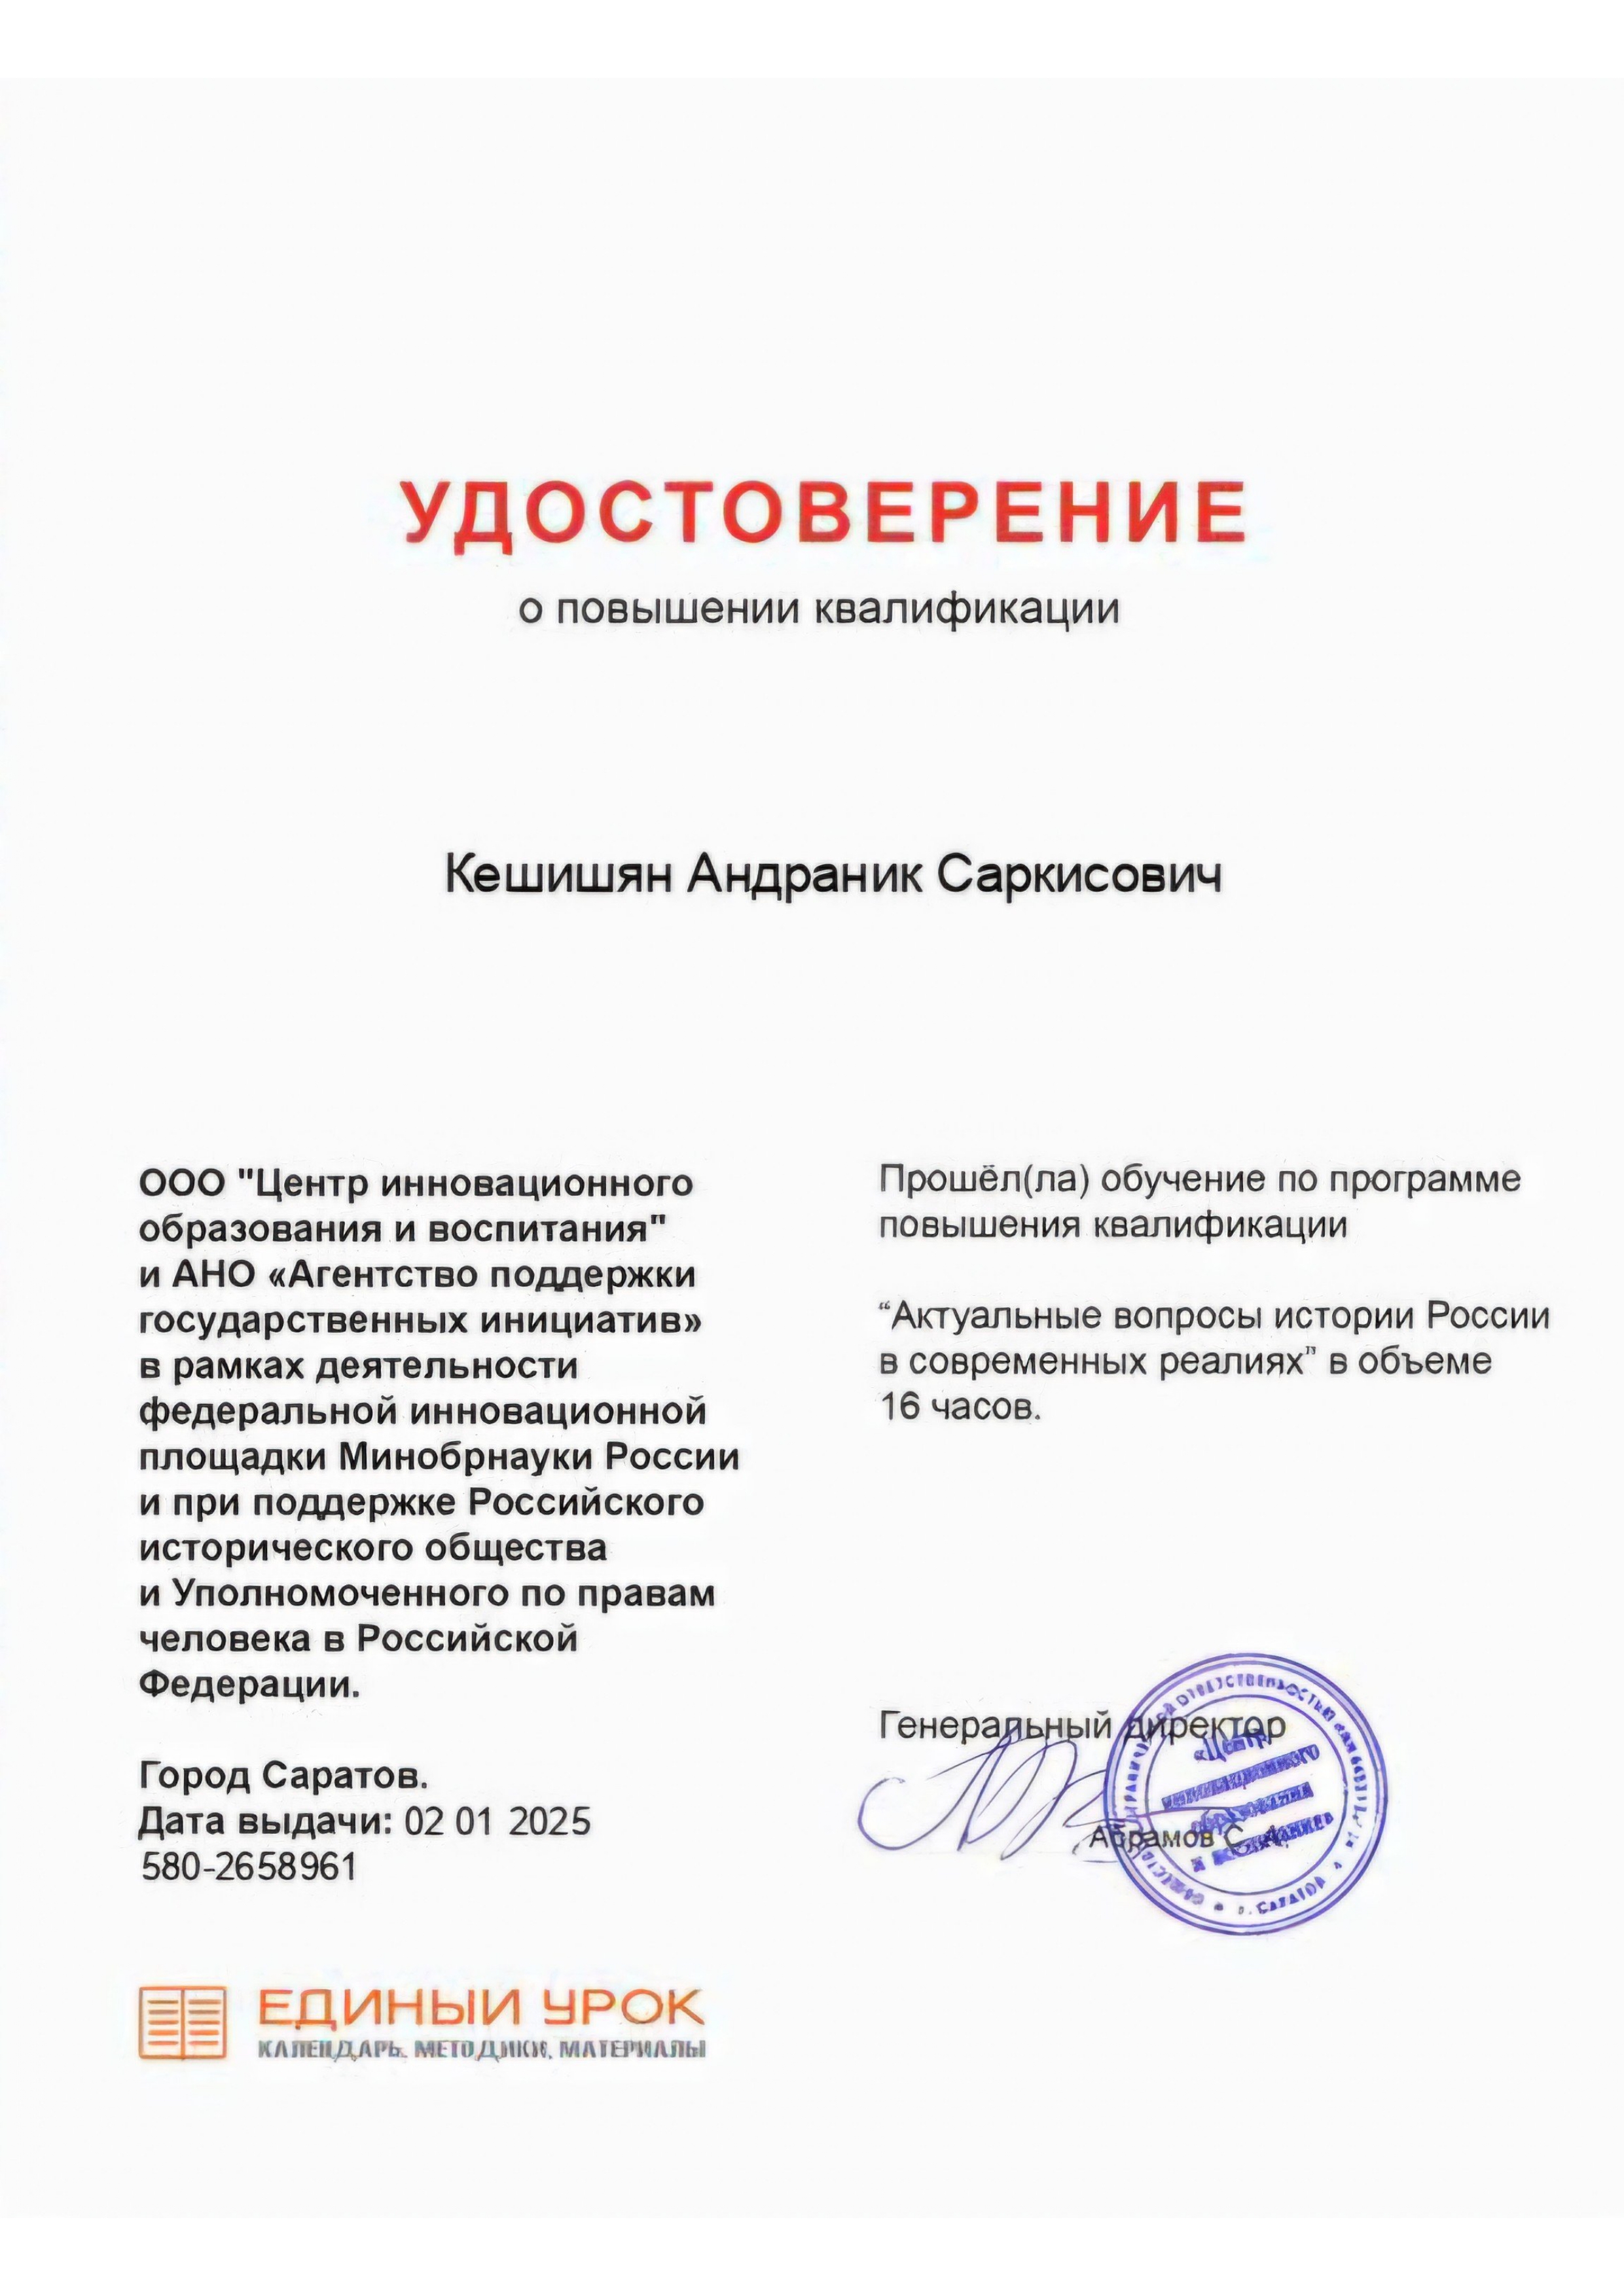 УДОСТОВЕРЕНИЕ
о повышении квалификации
Кешишян Андраник Саркисович
ООО "Центр инновационного
образования и воспитания"
и АНО «Агентство поддержки
государственных инициатив»
в рамках деятельности
федеральной инновационной
площадки Минобрнауки России
и при поддержке Российского
исторического общества
и Уполномоченного по правам
человека в Российской
Федерации.
Город Саратов.
Дата выдачи: 02 01 2025
580-2658961
Прошёл(ла) обучение по программе
повышения квалификации
“Актуальные вопросы истории России
в современных реалиях” в объеме
16 часов.
Генеральный директор
Абрамов С. А.
«Центр
инновационного
образования
и воспитания»
г. САРАТОВ
ЕДИНЫЙ УРОК
КАЛЕНДАРЬ. МЕТОДИКИ. МАТЕРИАЛЫ